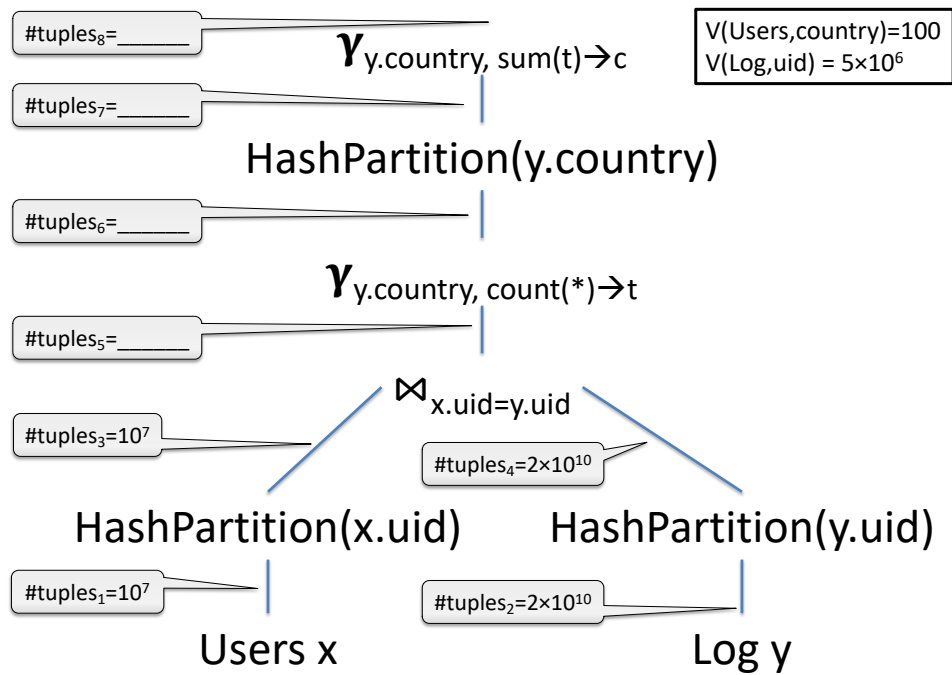 #tuples₈=______
γ y.country, sum(t)→c
V(Users,country)=100
V(Log,uid) = 5×10⁶
#tuples₇=______
HashPartition(y.country)
#tuples₆=______
γ y.country, count(*)→t
#tuples₅=______
⋈ x.uid=y.uid
#tuples₃=10⁷
#tuples₄=2×10¹⁰
HashPartition(x.uid)
HashPartition(y.uid)
#tuples₁=10⁷
#tuples₂=2×10¹⁰
Users x
Log y